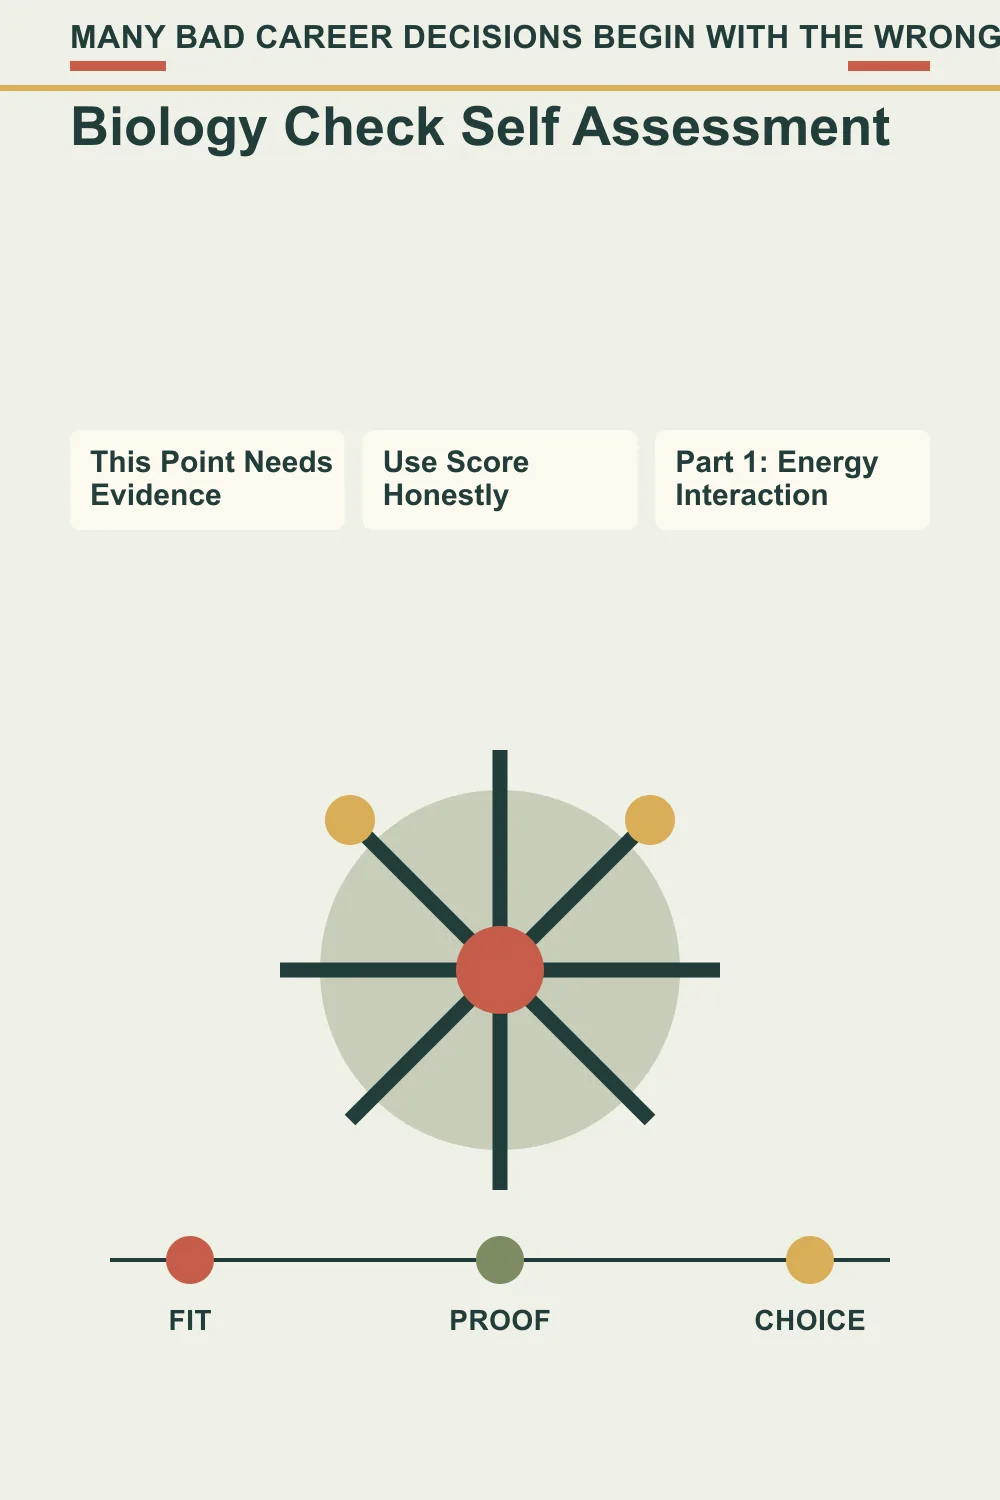 MANY BAD CAREER DECISIONS BEGIN WITH THE WRONG
Biology Check Self Assessment
This Point Needs
Evidence
Use Score
Honestly
Part 1: Energy
Interaction
FIT
PROOF
CHOICE